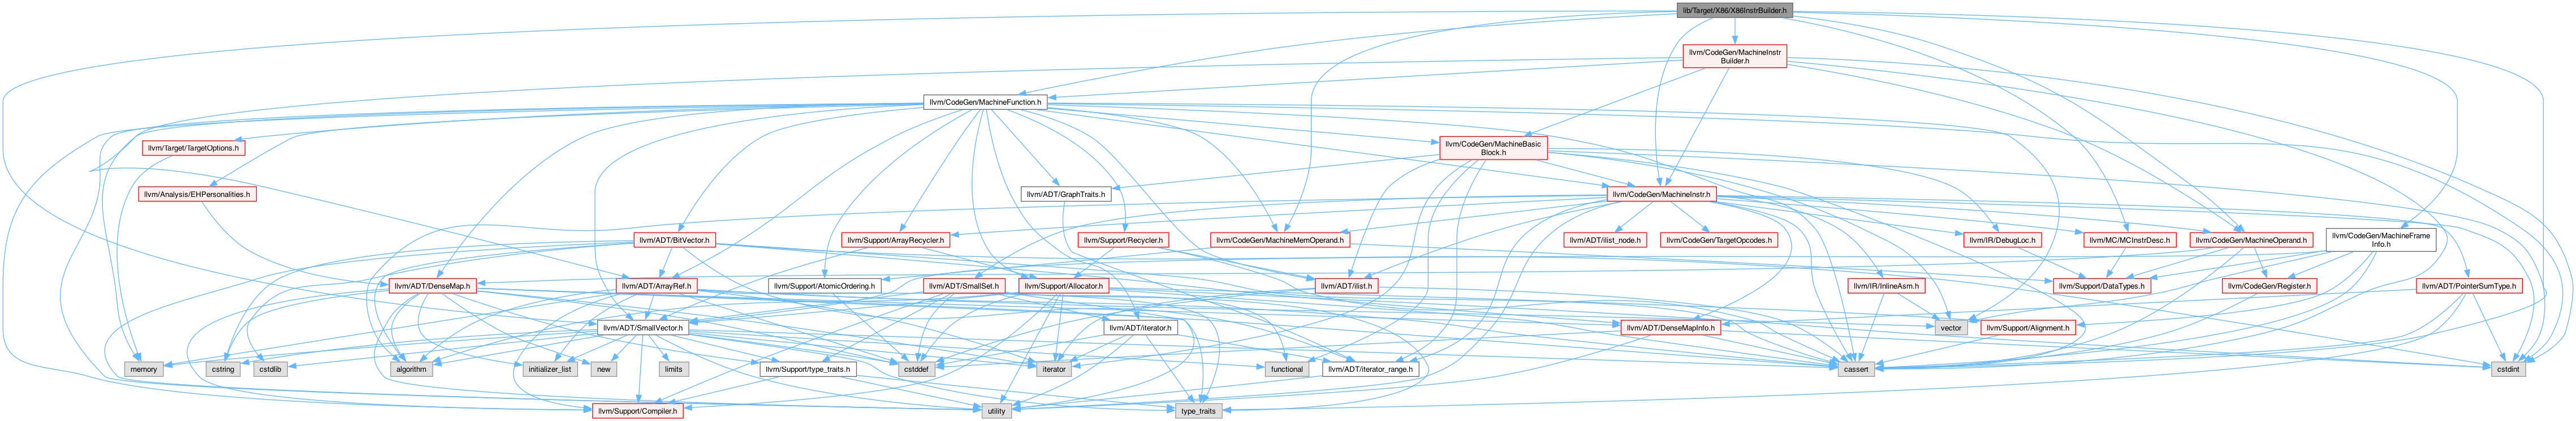 lib/Target/X86/X86InstrBuilder.h
llvm/CodeGen/MachineInstr
Builder.h
llvm/CodeGen/MachineFunction.h
llvm/Target/TargetOptions.h
llvm/CodeGen/MachineBasic
Block.h
llvm/Analysis/EHPersonalities.h
llvm/ADT/GraphTraits.h
llvm/CodeGen/MachineInstr.h
llvm/ADT/BitVector.h
llvm/Support/ArrayRecycler.h
llvm/Support/Recycler.h
llvm/CodeGen/MachineMemOperand.h
llvm/ADT/ilist_node.h
llvm/CodeGen/TargetOpcodes.h
llvm/IR/DebugLoc.h
llvm/MC/MCInstrDesc.h
llvm/CodeGen/MachineOperand.h
llvm/CodeGen/MachineFrame
Info.h
llvm/ADT/DenseMap.h
llvm/ADT/ArrayRef.h
llvm/Support/AtomicOrdering.h
llvm/ADT/SmallSet.h
llvm/Support/Allocator.h
llvm/ADT/ilist.h
llvm/IR/InlineAsm.h
llvm/Support/DataTypes.h
llvm/CodeGen/Register.h
llvm/ADT/PointerSumType.h
llvm/ADT/SmallVector.h
llvm/ADT/iterator.h
llvm/ADT/DenseMapInfo.h
vector
llvm/Support/Alignment.h
memory
cstring
cstdlib
algorithm
initializer_list
new
limits
llvm/Support/type_traits.h
cstddef
iterator
functional
llvm/ADT/iterator_range.h
cassert
cstdint
llvm/Support/Compiler.h
utility
type_traits